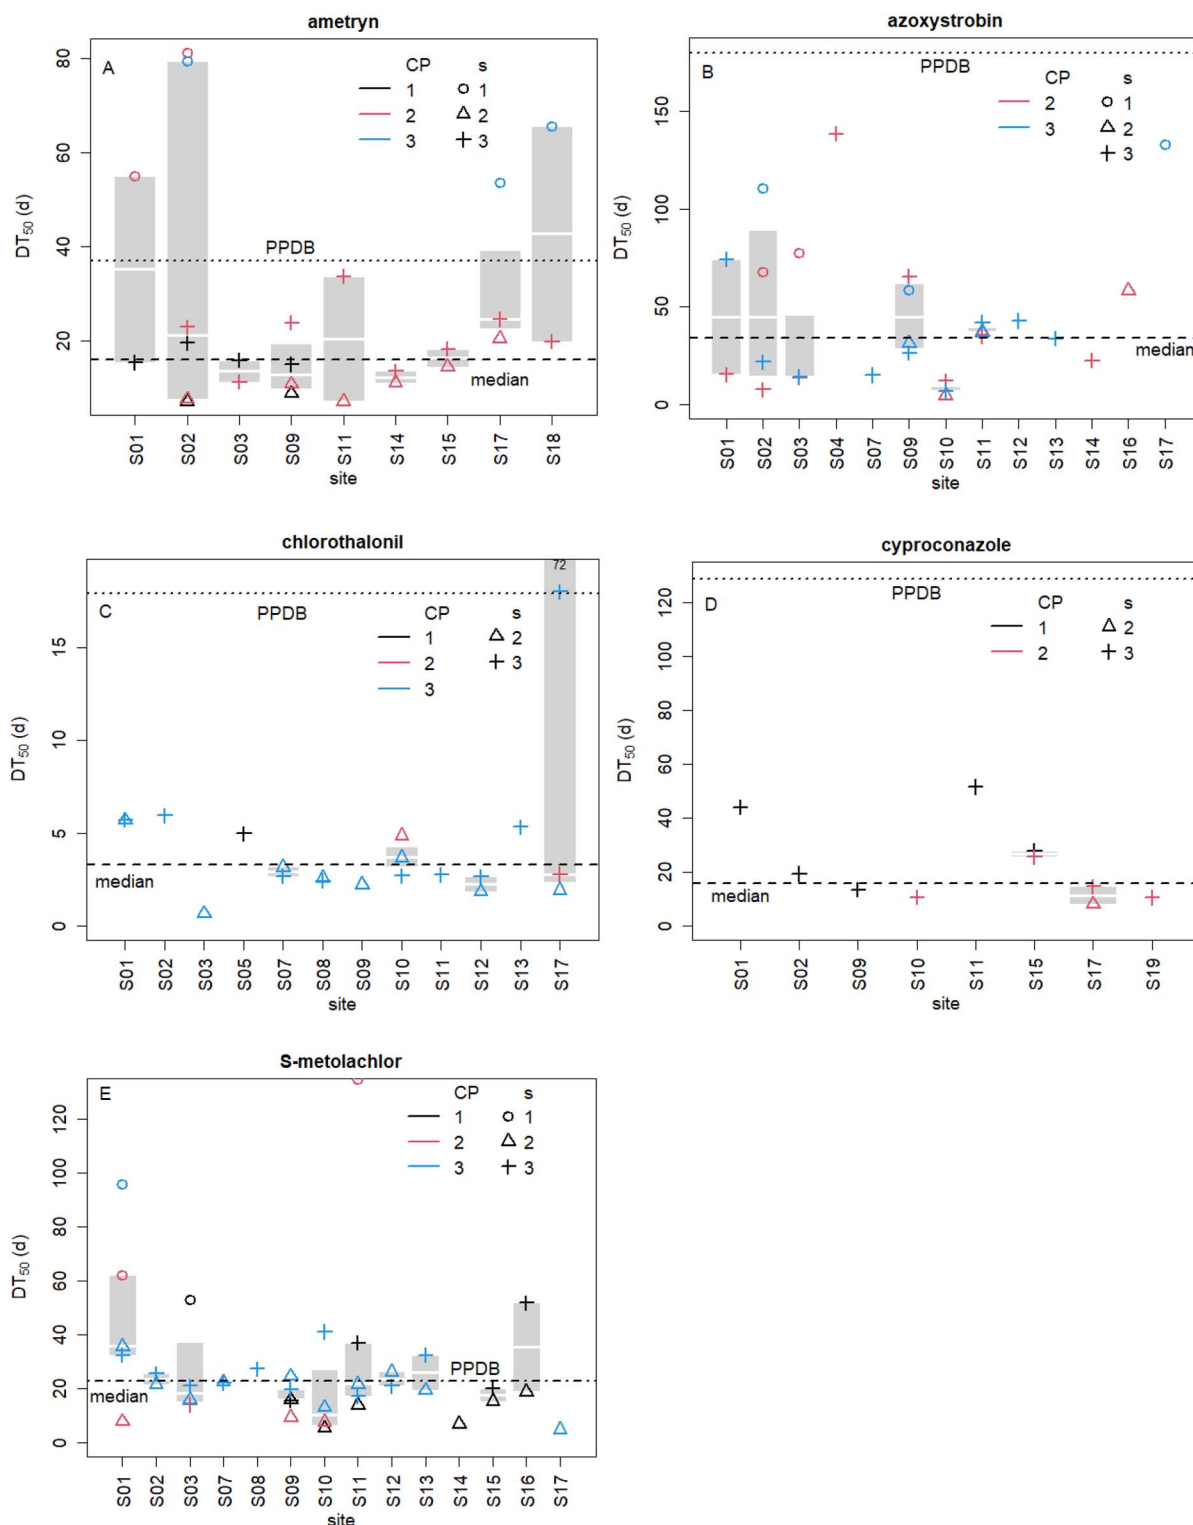 ametryn
A
CP s
1 1
2 2
3 3
PPDB
median
DT50 (d)
20 40 60 80
S01 S02 S03 S09 S11 S14 S15 S17 S18
site
azoxystrobin
B
PPDB
CP s
2 1
3 2
3
median
DT50 (d)
0 50 100 150
S01 S02 S03 S04 S07 S09 S10 S11 S12 S13 S14 S16 S17
site
chlorothalonil
72
C
PPDB
CP s
1 2
2 3
3
median
DT50 (d)
0 5 10 15
S01 S02 S03 S05 S07 S08 S09 S10 S11 S12 S13 S17
site
cyproconazole
D
PPDB
CP s
1 2
2 3
median
DT50 (d)
0 20 40 60 80 100 120
S01 S02 S09 S10 S11 S15 S17 S19
site
S-metolachlor
E
CP s
1 1
2 2
3 3
PPDB
median
DT50 (d)
0 20 40 60 80 100 120
S01 S02 S03 S07 S08 S09 S10 S11 S12 S13 S14 S15 S16 S17
site